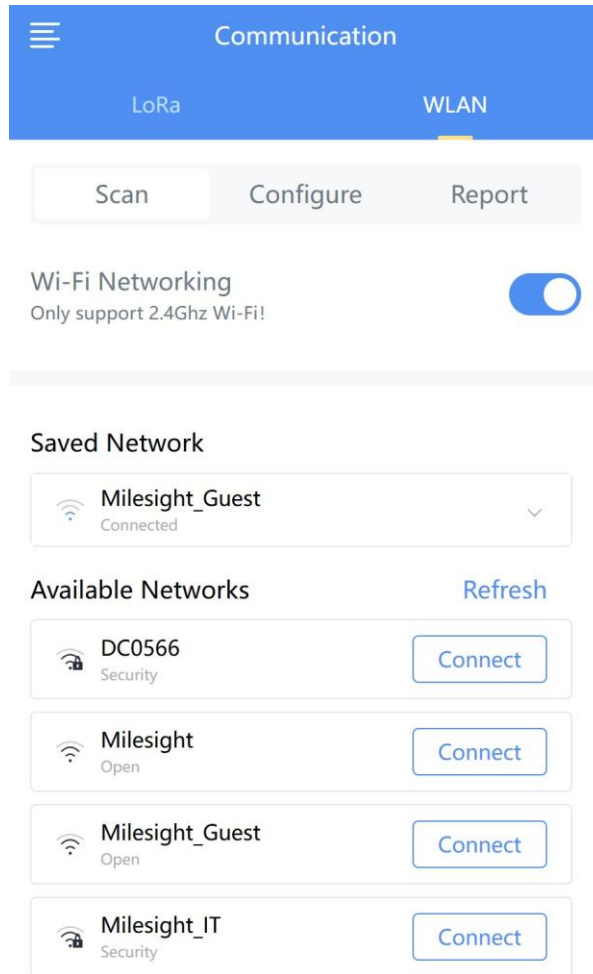 Communication
LoRa WLAN
Scan Configure Report
Wi-Fi Networking
Only support 2.4Ghz Wi-Fi!
Saved Network
Milesight_Guest
Connected
Available Networks Refresh
DC0566
Security
Connect
Milesight
Open
Connect
Milesight_Guest
Open
Connect
Milesight_IT
Security
Connect